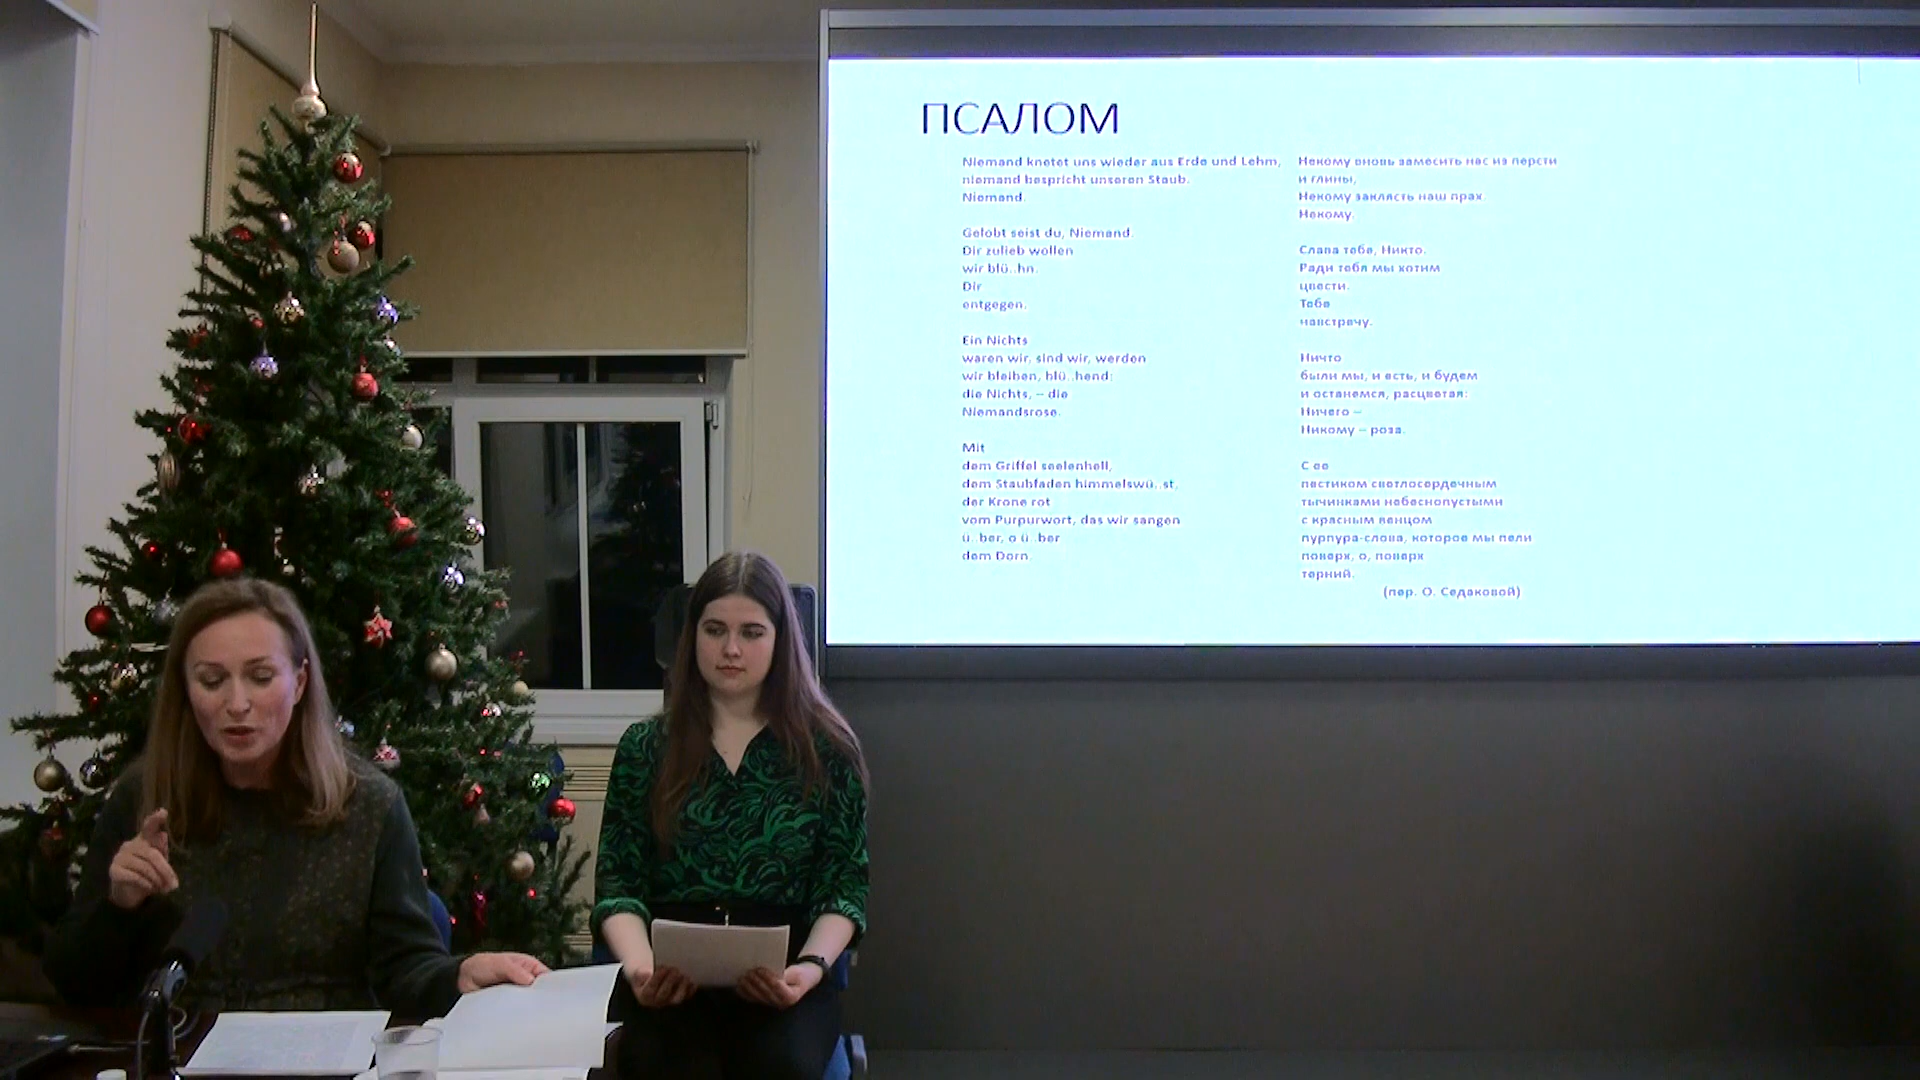 ПСАЛОМ
Niemand knetet uns wieder aus Erde und Lehm,
niemand bespricht unseren Staub.
Niemand.
Gelobt seist du, Niemand.
Dir zulieb wollen
wir blü..hn.
Dir
entgegen.
Ein Nichts
waren wir, sind wir, werden
wir bleiben, blü..hend:
die Nichts, – die
Niemandsrose.
Mit
dem Griffel seelenhell,
dem Staubfaden himmelswü..st,
der Krone rot
vom Purpurwort, das wir sangen
ü..ber, o ü..ber
dem Dorn.
Некому вновь замесить нас из персти
и глины,
Некому заклясть наш прах.
Некому.
Слава тебе, Никто.
Ради тебя мы хотим
цвести.
Тебе
навстречу.
Ничто
были мы, и есть, и будем
и останемся, расцветая:
Ничего –
Никому – роза.
С ее
пестиком светлосердечным
тычинками небеснопустыми
с красным венцом
пурпура-слова, которое мы пели
поверх, о, поверх
терний.
(пер. О. Седаковой)